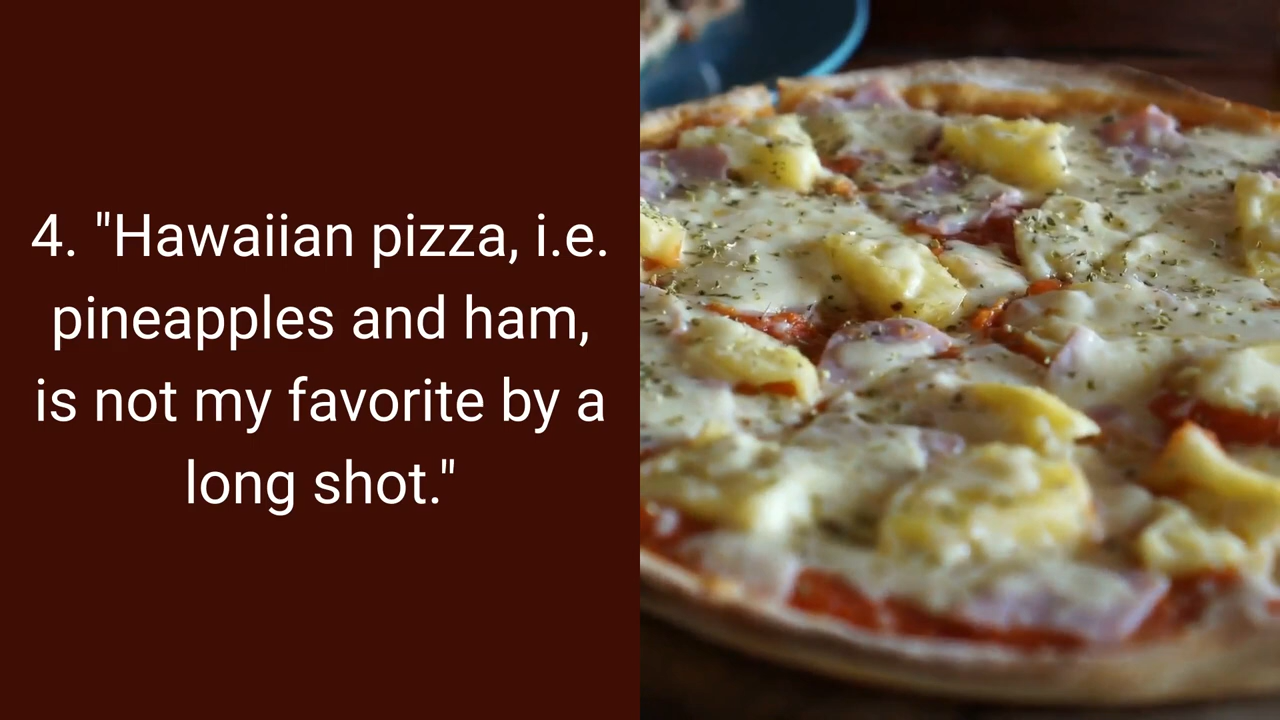 4. "Hawaiian pizza, i.e.
pineapples and ham,
is not my favorite by a
long shot."